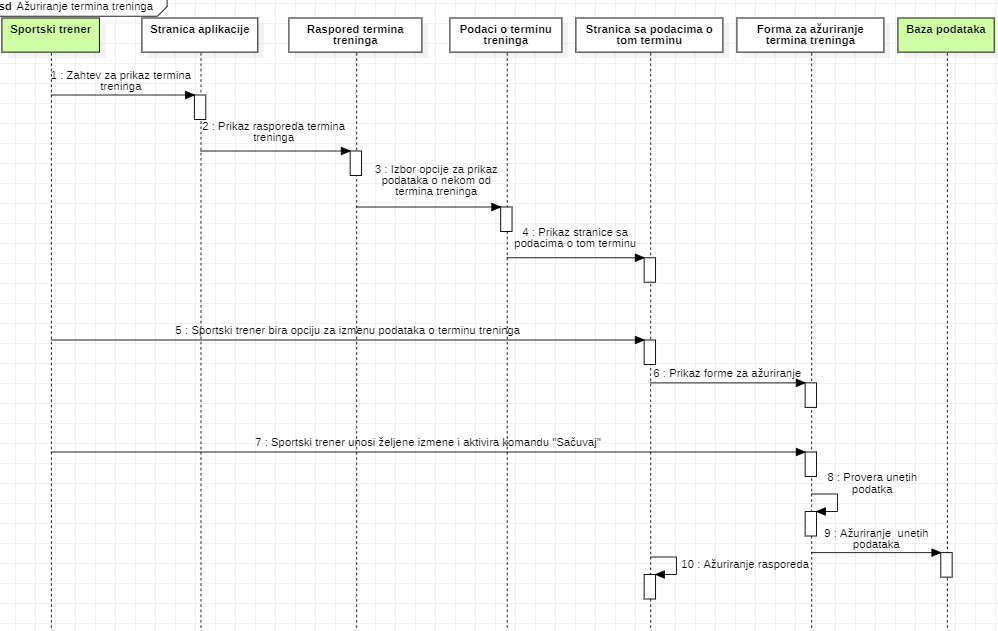 sd Ažuriranje termina treninga
Sportski trener
Stranica aplikacije
Raspored termina
treninga
Podaci o terminu
treninga
Stranica sa podacima o
tom terminu
Forma za ažuriranje
termina treninga
Baza podataka
1 : Zahtev za prikaz termina
treninga
2 : Prikaz rasporeda termina
treninga
3 : Izbor opcije za prikaz
podataka o nekom od
termina treninga
4 : Prikaz stranice sa
podacima o tom terminu
5 : Sportski trener bira opciju za izmenu podataka o terminu treninga
6 : Prikaz forme za ažuriranje
7 : Sportski trener unosi željene izmene i aktivira komandu "Sačuvaj"
8 : Provera unetih
podatka
9 : Ažuriranje  unetih
podataka
10 : Ažuriranje rasporeda